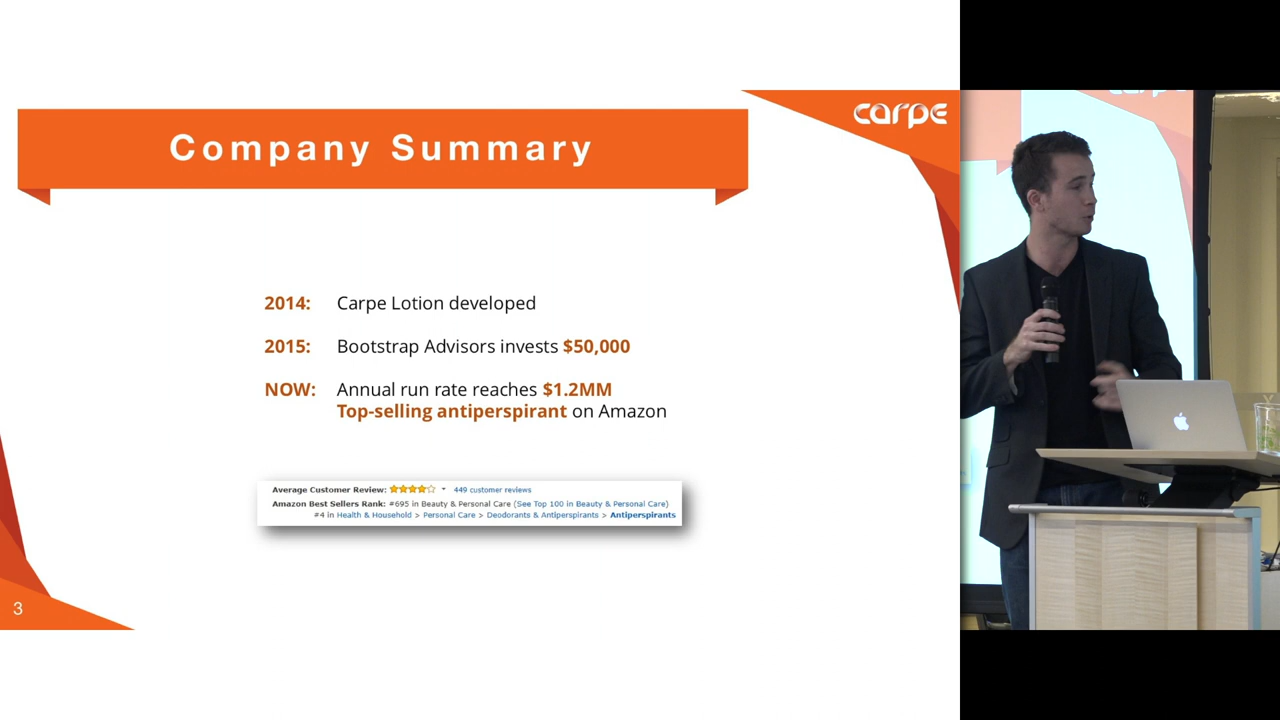 carpe
Company Summary
2014: Carpe Lotion developed
2015: Bootstrap Advisors invests $50,000
NOW: Annual run rate reaches $1.2MM
Top-selling antiperspirant on Amazon
Average Customer Review: 449 customer reviews
Amazon Best Sellers Rank: #695 in Beauty & Personal Care (See Top 100 in Beauty & Personal Care)
#4 in Health & Household > Personal Care > Deodorants & Antiperspirants > Antiperspirants
3